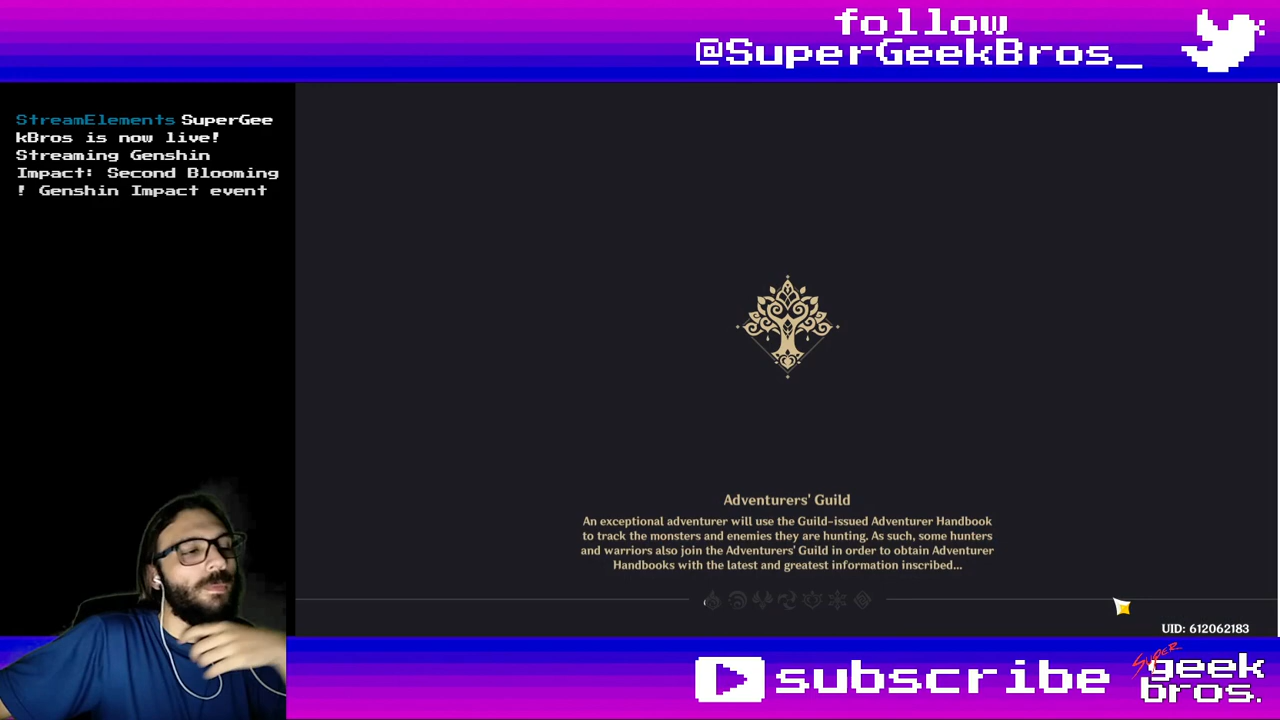 follow
@SuperGeekBros_
StreamElements SuperGee
kBros is now live!
Streaming Genshin
Impact: Second Blooming
! Genshin Impact event
Adventurers' Guild
An exceptional adventurer will use the Guild-issued Adventurer Handbook
to track the monsters and enemies they are hunting. As such, some hunters
and warriors also join the Adventurers' Guild in order to obtain Adventurer
Handbooks with the latest and greatest information inscribed...
UID: 612062183
subscribe
SUPER
geek
bros.